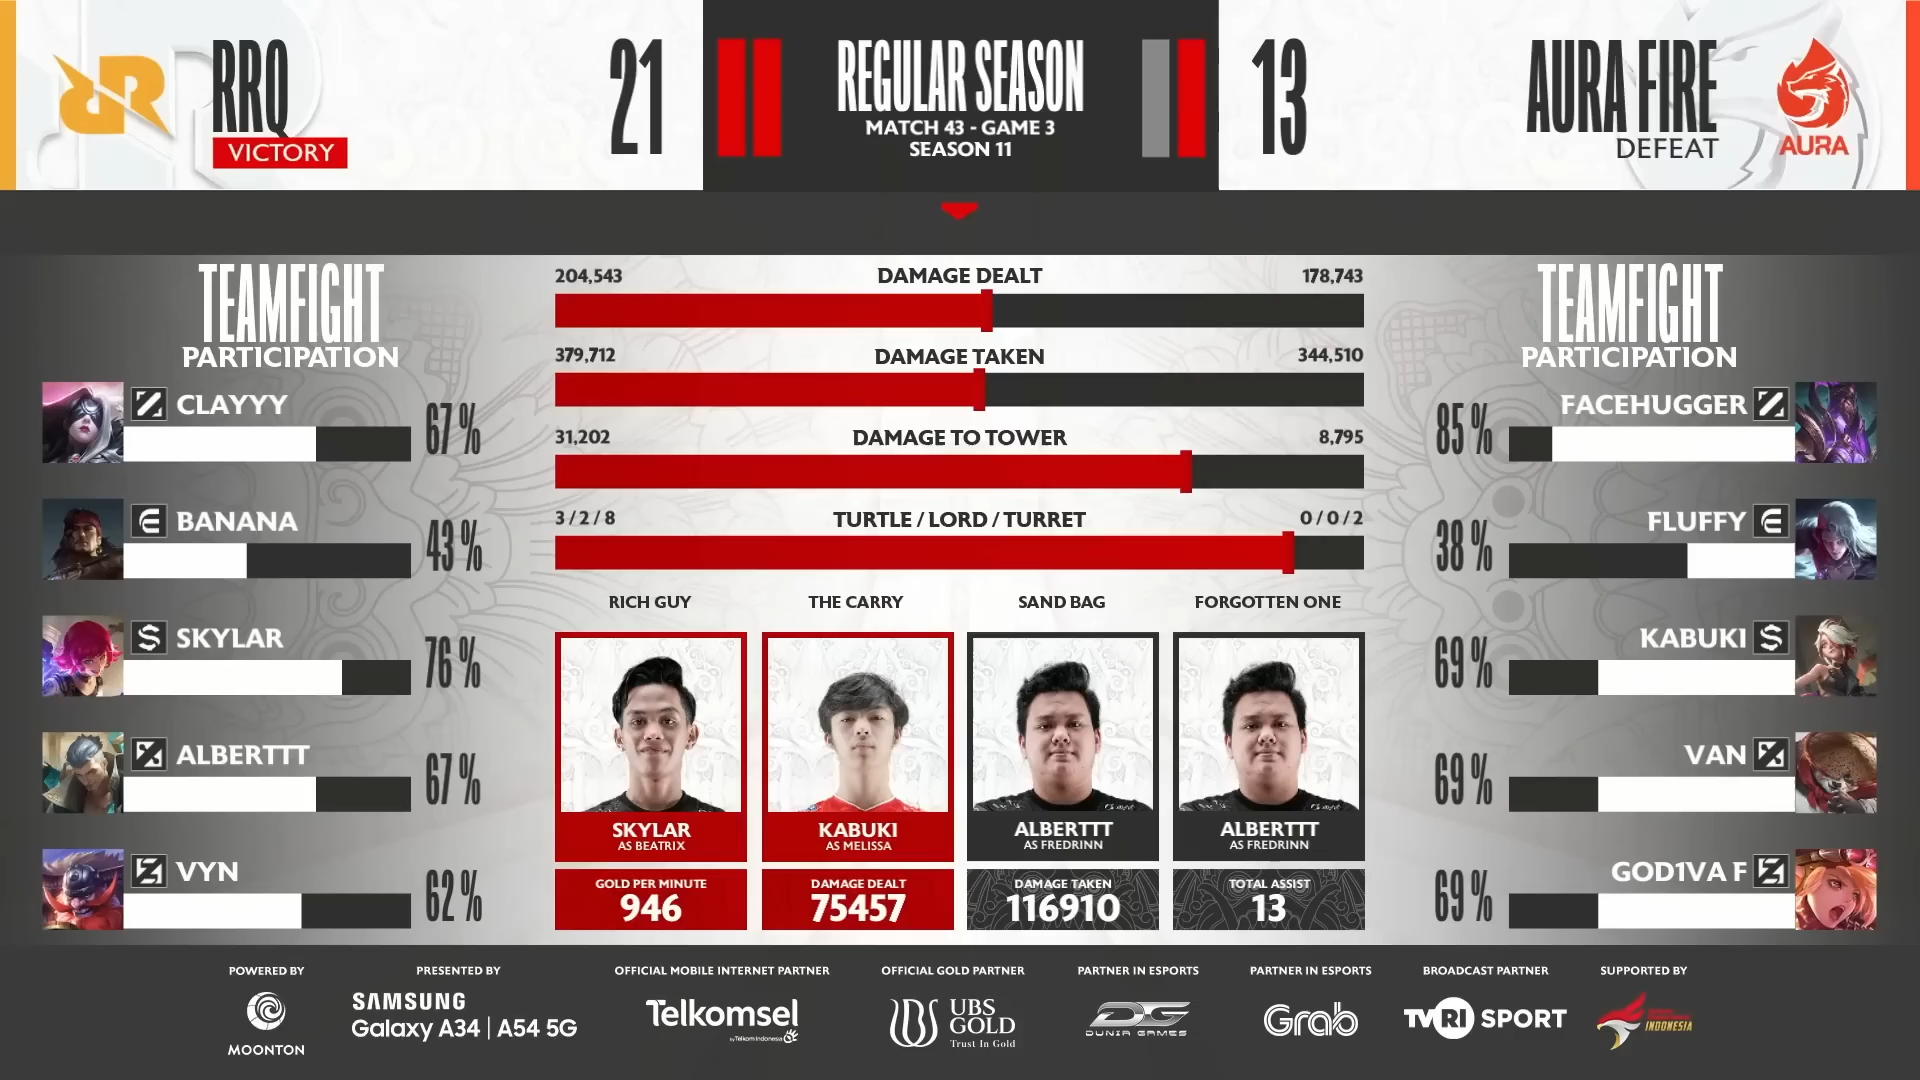 RRQ
VICTORY
21
REGULAR SEASON
MATCH 43 - GAME 3
SEASON 11
13
AURA FIRE
DEFEAT
AURA
TEAMFIGHT
PARTICIPATION
CLAYYY
67%
BANANA
43%
SKYLAR
76%
ALBERTTT
67%
VYN
62%
204,543 DAMAGE DEALT 178,743
379,712 DAMAGE TAKEN 344,510
31,202 DAMAGE TO TOWER 8,795
3 / 2 / 8 TURTLE / LORD / TURRET 0 / 0 / 2
RICH GUY
SKYLAR
AS BEATRIX
GOLD PER MINUTE
946
THE CARRY
KABUKI
AS MELISSA
DAMAGE DEALT
75457
SAND BAG
ALBERTTT
AS FREDRINN
DAMAGE TAKEN
116910
FORGOTTEN ONE
ALBERTTT
AS FREDRINN
TOTAL ASSIST
13
TEAMFIGHT
PARTICIPATION
FACEHUGGER
85%
FLUFFY
38%
KABUKI
69%
VAN
69%
GOD1VA F
69%
POWERED BY
MOONTON
PRESENTED BY
SAMSUNG
Galaxy A34 | A54 5G
OFFICIAL MOBILE INTERNET PARTNER
Telkomsel
by Telkom Indonesia
OFFICIAL GOLD PARTNER
UBS
GOLD
Trust In Gold
PARTNER IN ESPORTS
DG
DUNIA GAMES
PARTNER IN ESPORTS
Grab
BROADCAST PARTNER
TVRI SPORT
SUPPORTED BY
INDONESIA